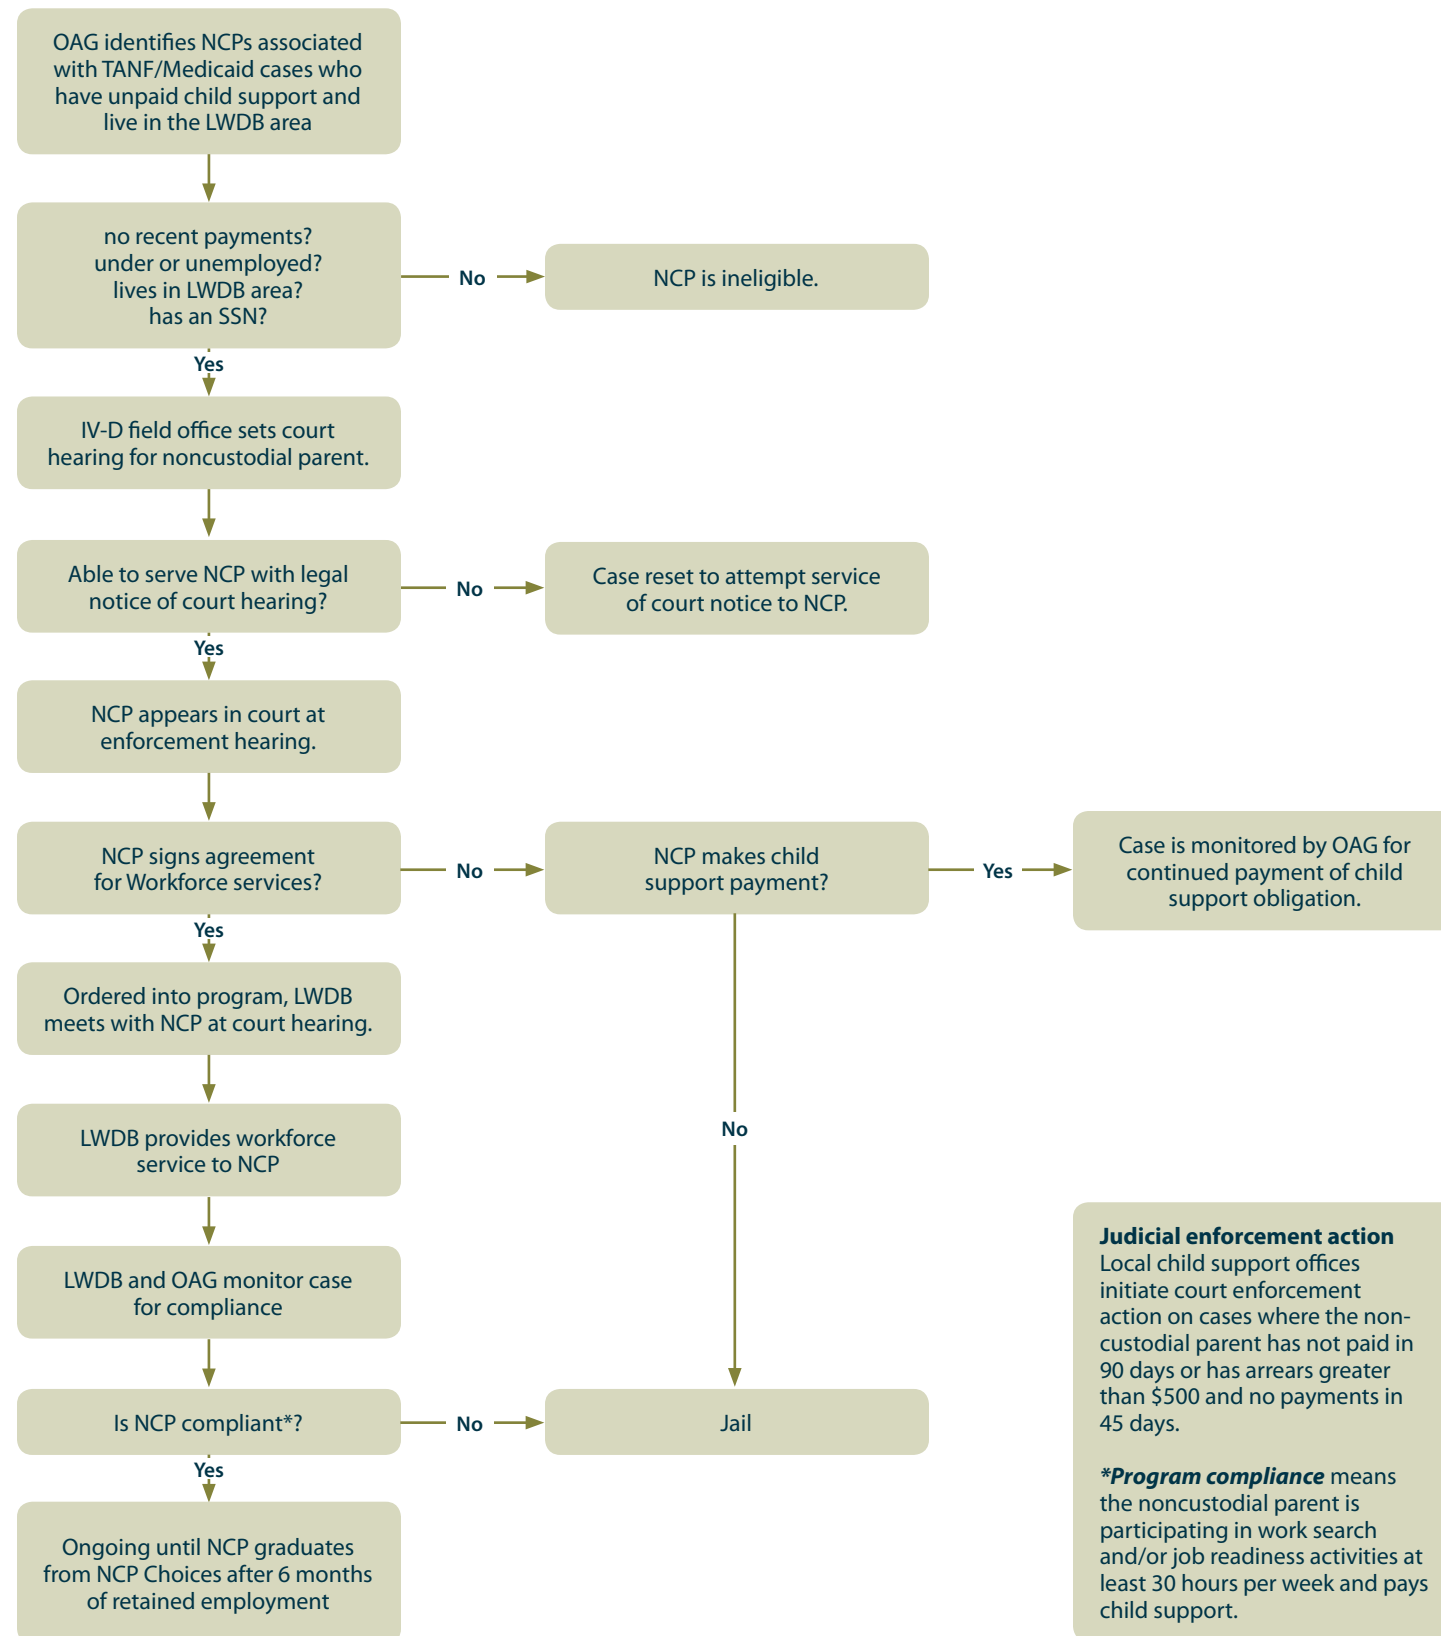 OAG identifies NCPs associated
with TANF/Medicaid cases who
have unpaid child support and
live in the LWDB area
no recent payments?
under or unemployed?
lives in LWDB area?
has an SSN?
No
NCP is ineligible.
Yes
IV-D field office sets court
hearing for noncustodial parent.
Able to serve NCP with legal
notice of court hearing?
No
Case reset to attempt service
of court notice to NCP.
Yes
NCP appears in court at
enforcement hearing.
NCP signs agreement
for Workforce services?
No
NCP makes child
support payment?
Yes
Case is monitored by OAG for
continued payment of child
support obligation.
Yes
Ordered into program, LWDB
meets with NCP at court hearing.
LWDB provides workforce
service to NCP
No
LWDB and OAG monitor case
for compliance
Is NCP compliant*?
No
Jail
Yes
Ongoing until NCP graduates
from NCP Choices after 6 months
of retained employment
Judicial enforcement action
Local child support offices
initiate court enforcement
action on cases where the non-
custodial parent has not paid in
90 days or has arrears greater
than $500 and no payments in
45 days.
*Program compliance means
the noncustodial parent is
participating in work search
and/or job readiness activities at
least 30 hours per week and pays
child support.